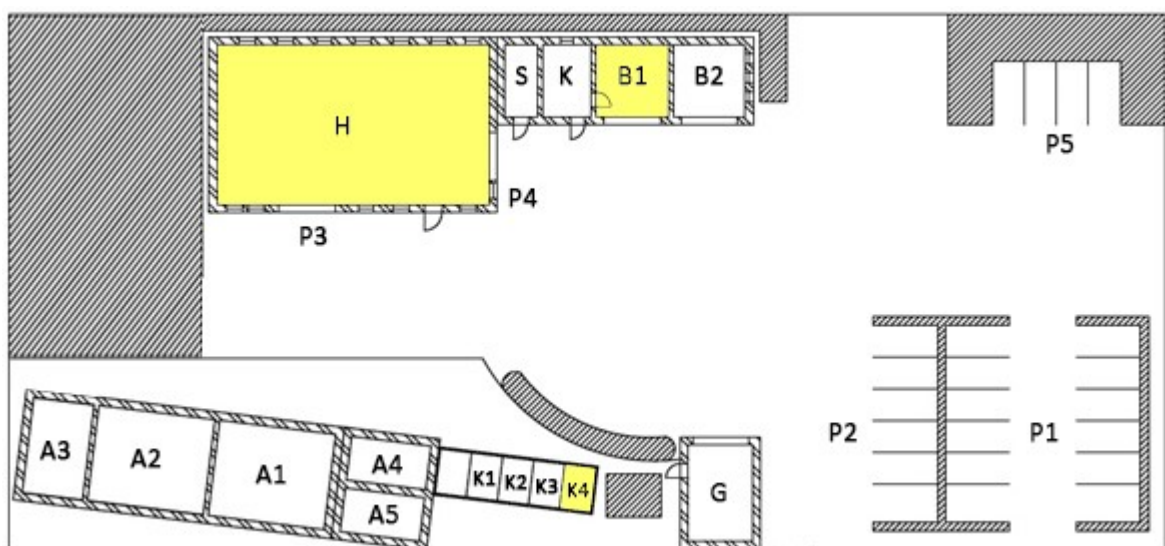 S K B1 B2
H
P5
P4
P3
A3 A2 A1 A4 K1 K2 K3 K4
A5 G
P2 P1